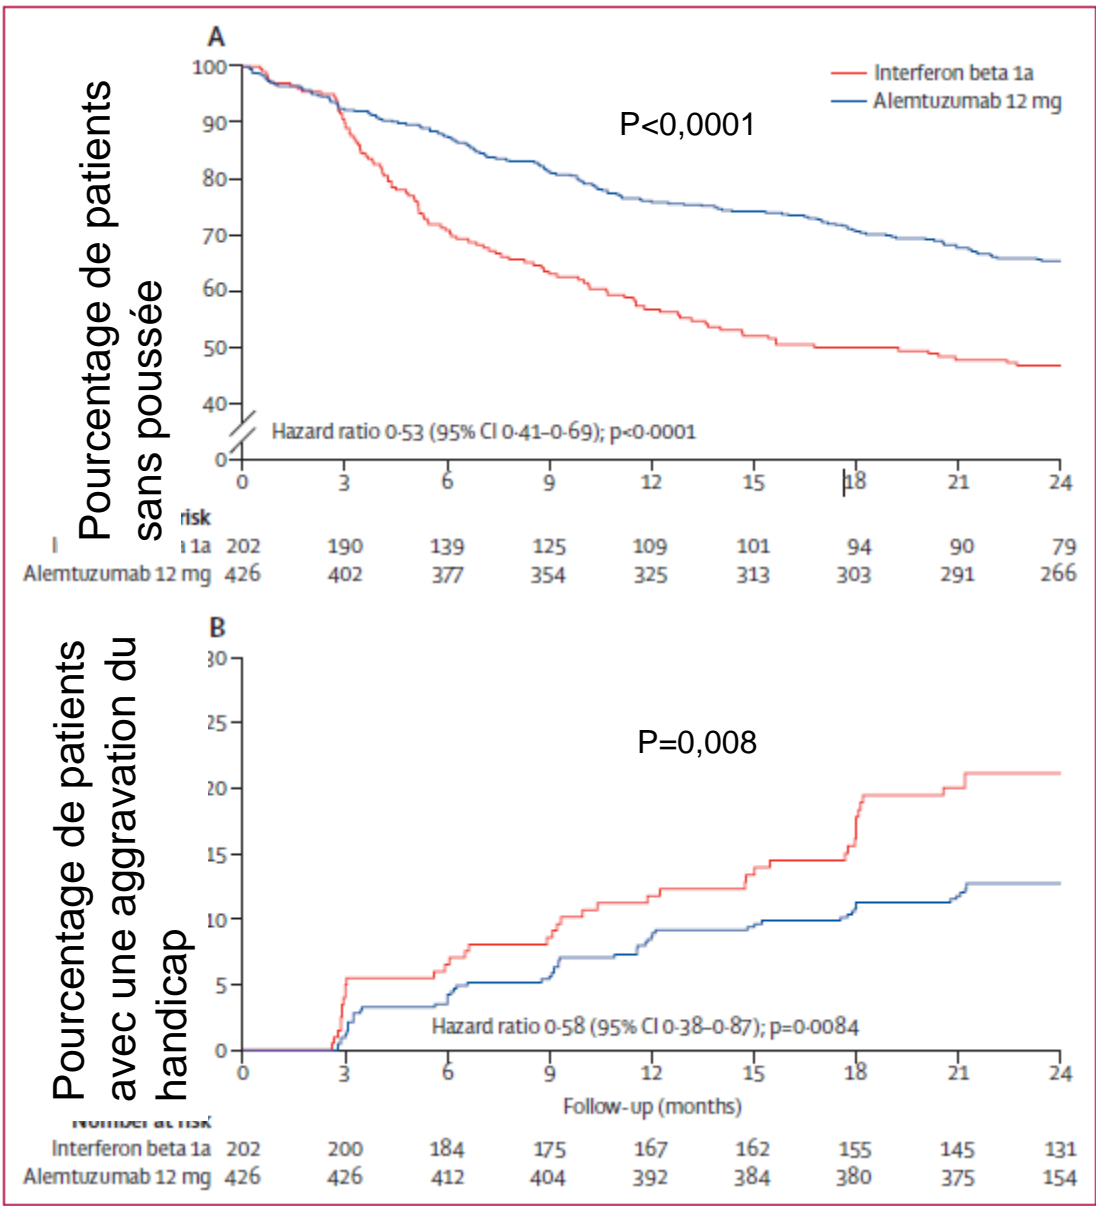 A
Pourcentage de patients
sans poussée
100
90
80
70
60
50
40
0
Interferon beta 1a
Alemtuzumab 12 mg
P<0,0001
Hazard ratio 0·53 (95% CI 0·41–0·69); p<0·0001
0 3 6 9 12 15 18 21 24
risk
a 1a 202 190 139 125 109 101 94 90 79
Alemtuzumab 12 mg 426 402 377 354 325 313 303 291 266
B
Pourcentage de patients
avec une aggravation du
handicap
30
25
20
15
10
5
0
P=0,008
Hazard ratio 0·58 (95% CI 0·38–0·87); p=0·0084
0 3 6 9 12 15 18 21 24
Follow-up (months)
Number at risk
Interferon beta 1a 202 200 184 175 167 162 155 145 131
Alemtuzumab 12 mg 426 426 412 404 392 384 380 375 154